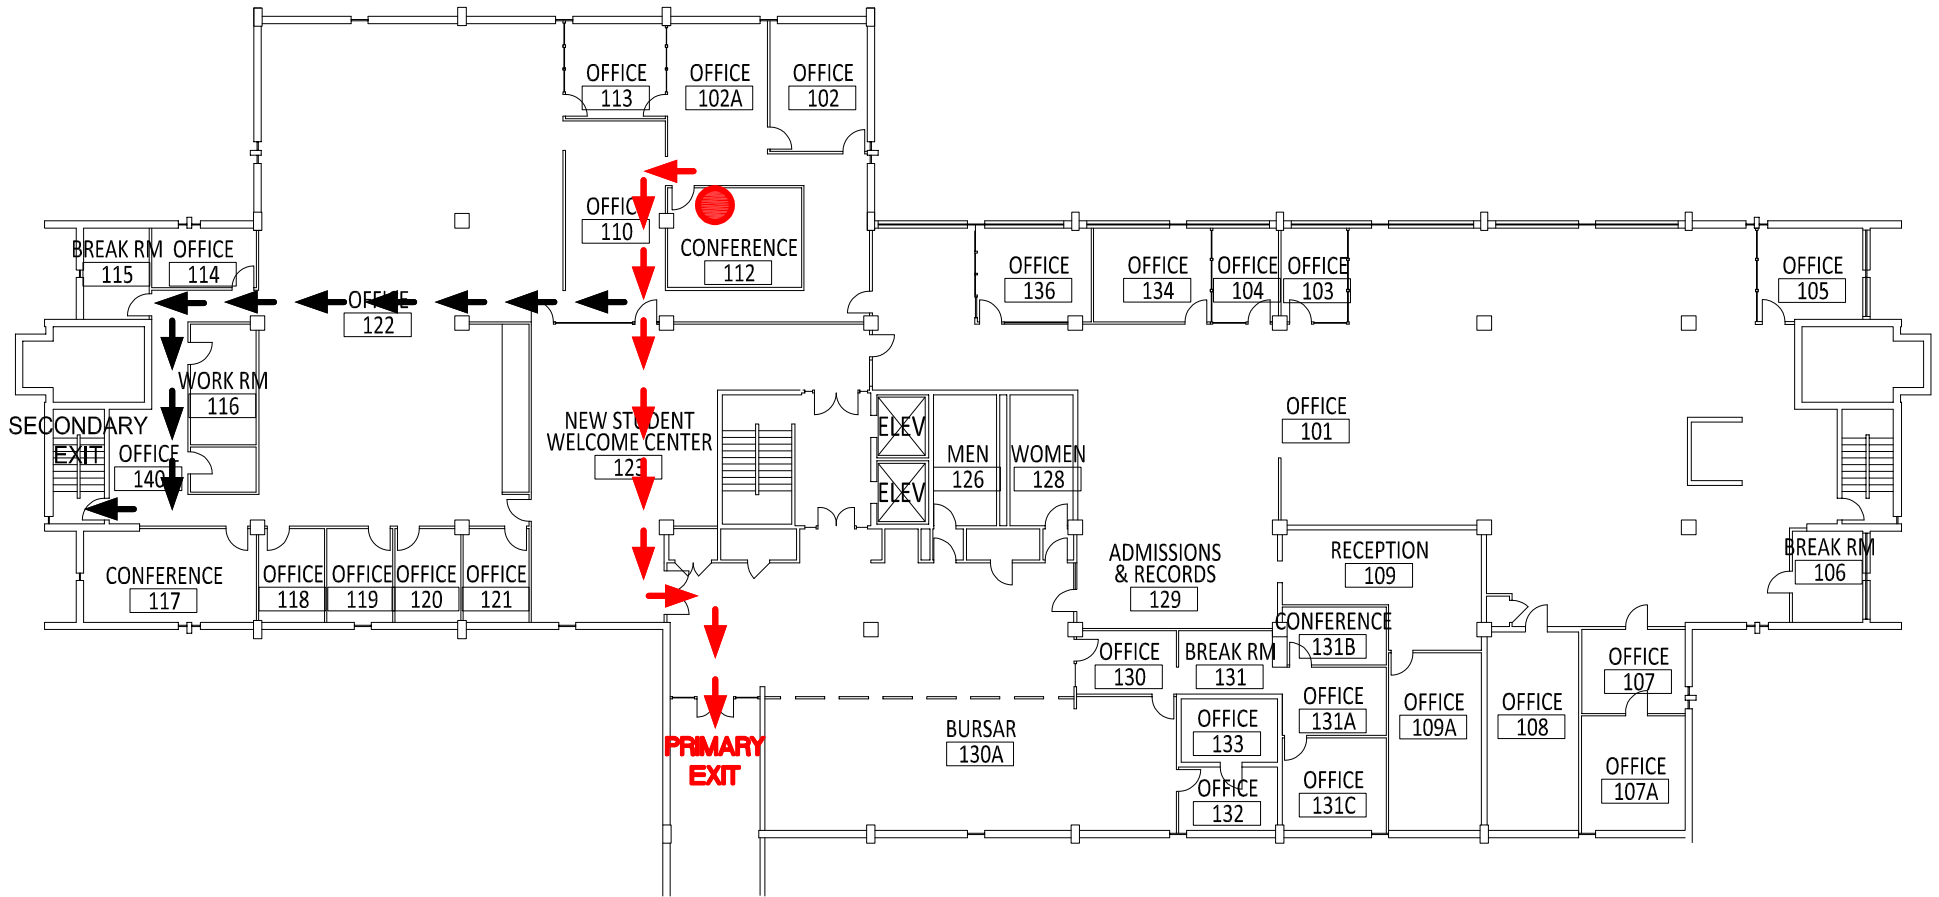 OFFICE
113
OFFICE
102A
OFFICE
102
OFFIC
110
CONFERENCE
112
BREAK RM
115
OFFICE
114
OFFICE
122
OFFICE
136
OFFICE
134
OFFICE
104
OFFICE
103
OFFICE
105
WORK RM
116
SECONDARY
EXIT
OFFICE
140
NEW STUDENT
WELCOME CENTER
123
ELEV
ELEV
MEN
126
WOMEN
128
OFFICE
101
CONFERENCE
117
OFFICE
118
OFFICE
119
OFFICE
120
OFFICE
121
ADMISSIONS
& RECORDS
129
RECEPTION
109
BREAK RM
106
CONFERENCE
131B
OFFICE
130
BREAK RM
131
OFFICE
107
OFFICE
131A
OFFICE
109A
OFFICE
108
PRIMARY
EXIT
BURSAR
130A
OFFICE
133
OFFICE
132
OFFICE
131C
OFFICE
107A